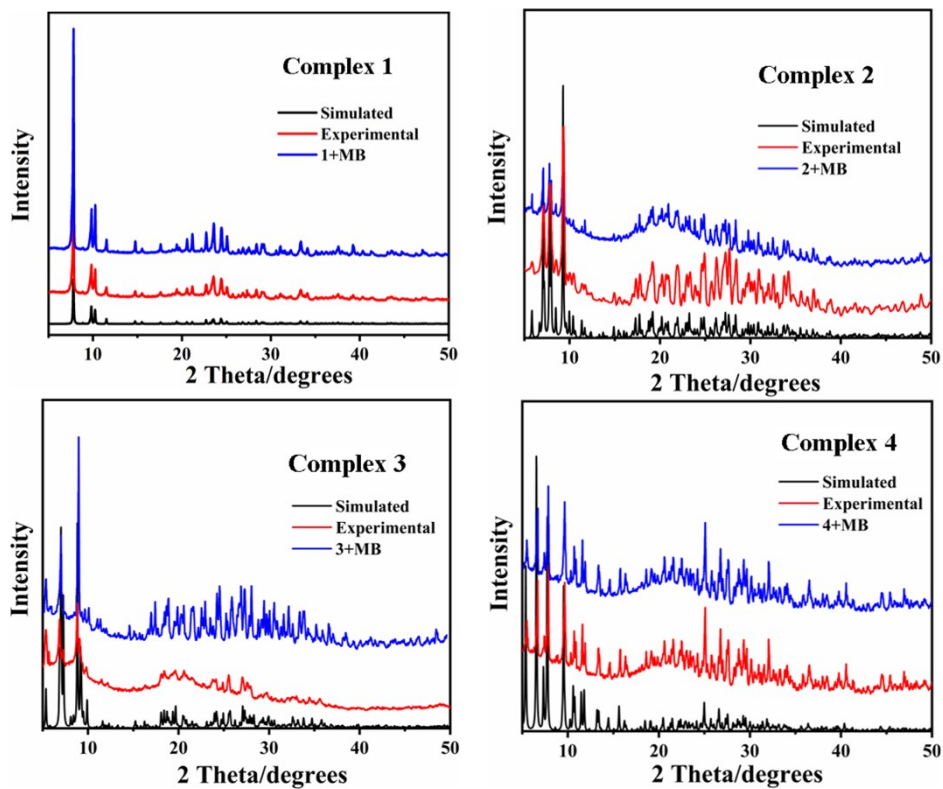 Complex 1
Simulated
Experimental
1+MB
Intensity
10 20 30 40 50
2 Theta/degrees
Complex 2
Simulated
Experimental
2+MB
Intensity
10 20 30 40 50
2 Theta/degrees
Complex 3
Simulated
Experimental
3+MB
Intensity
10 20 30 40 50
2 Theta/degrees
Complex 4
Simulated
Experimental
4+MB
Intensity
10 20 30 40 50
2 Theta/degrees